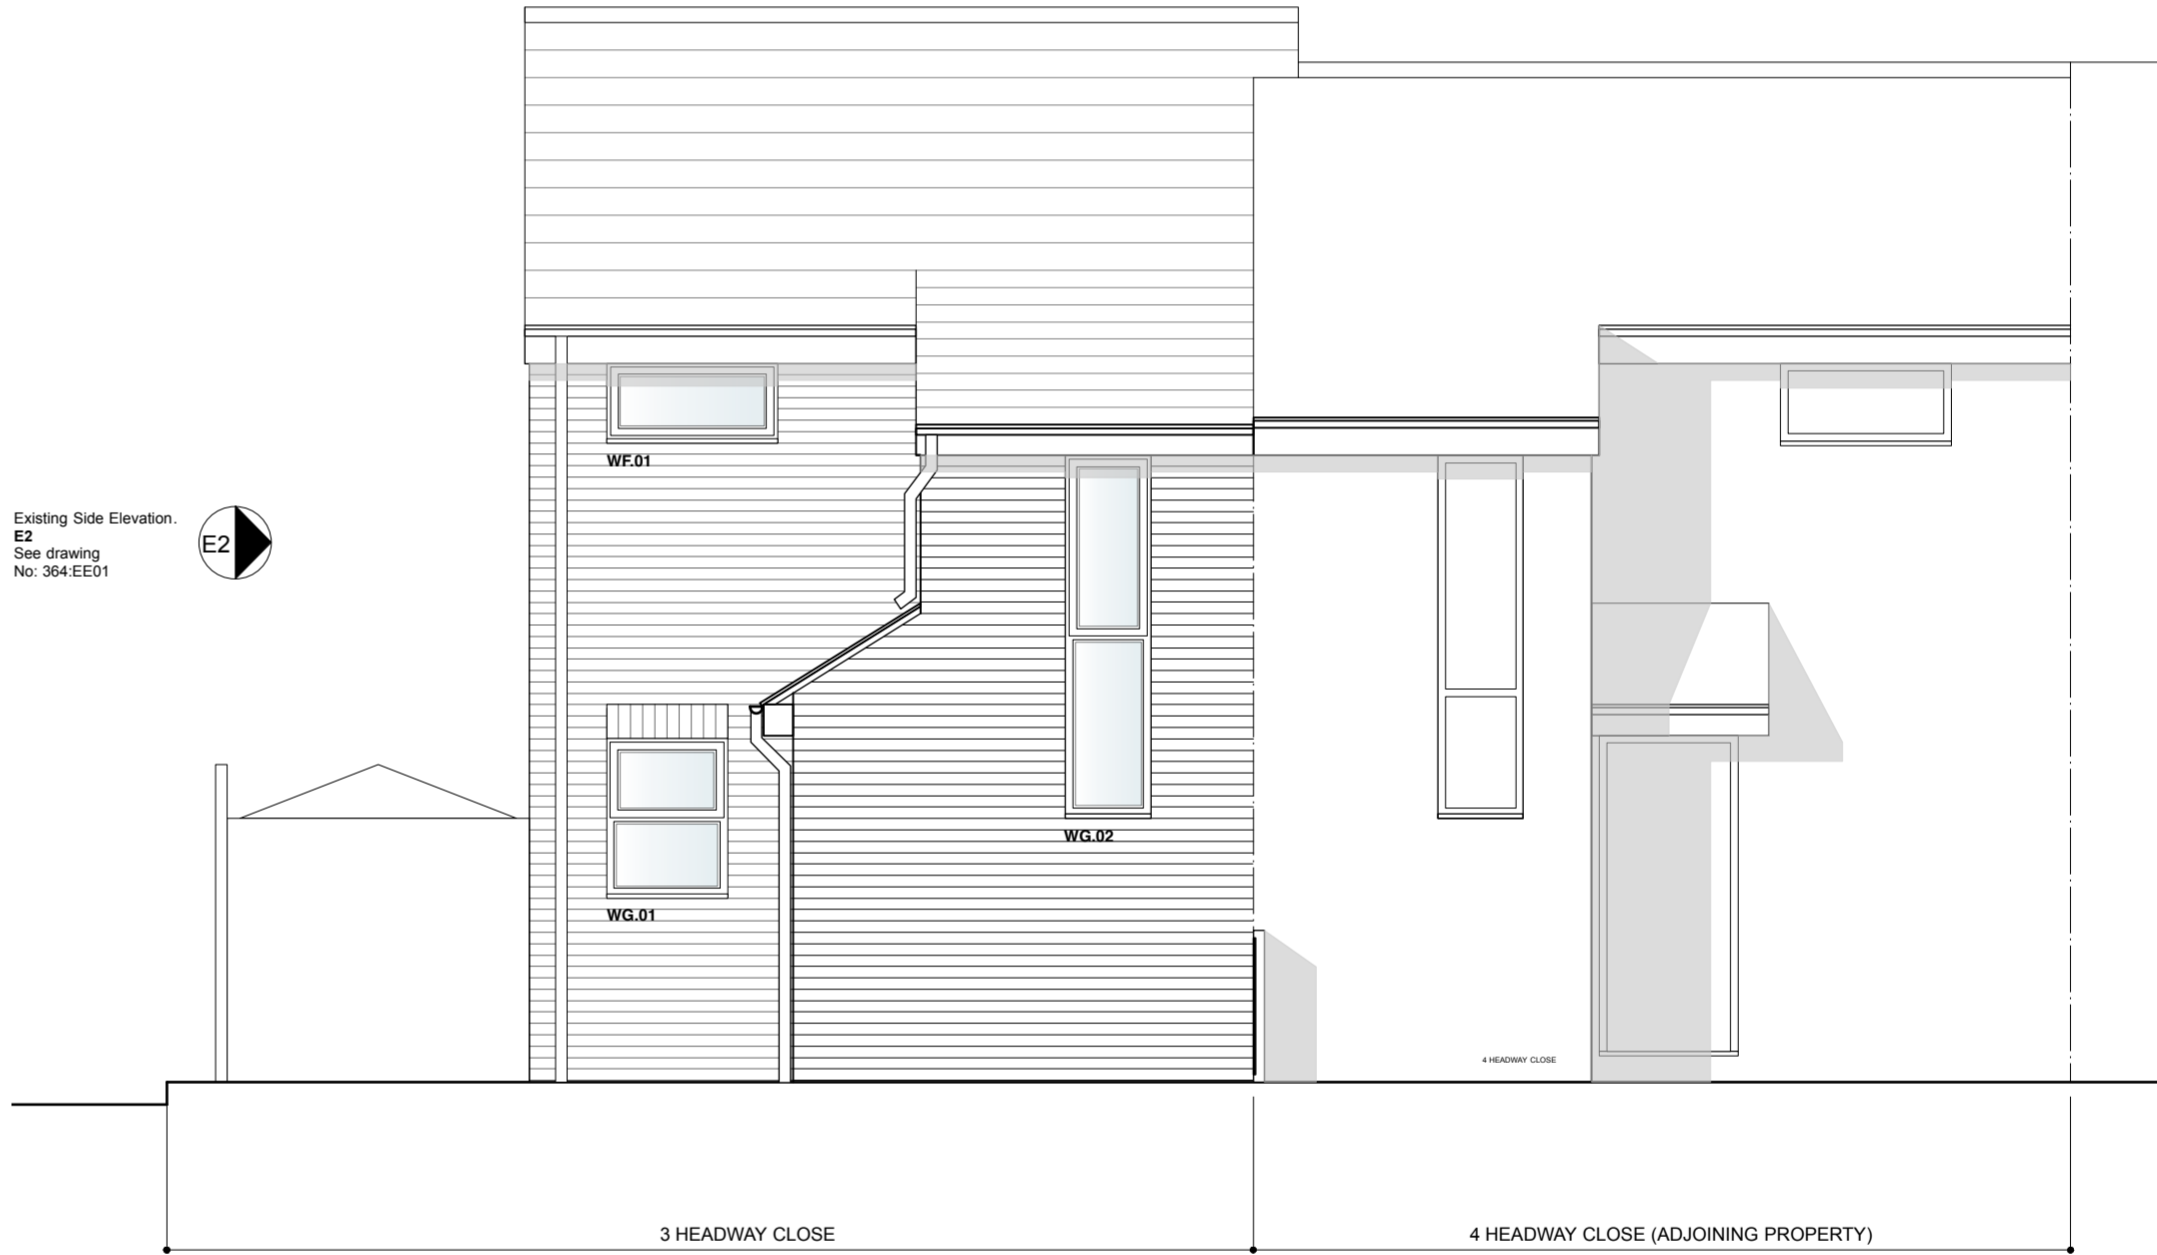 WF.01
Existing Side Elevation.
E2
See drawing
No: 364:EE01
E2
WG.02
WG.01
4 HEADWAY CLOSE
3 HEADWAY CLOSE
4 HEADWAY CLOSE (ADJOINING PROPERTY)